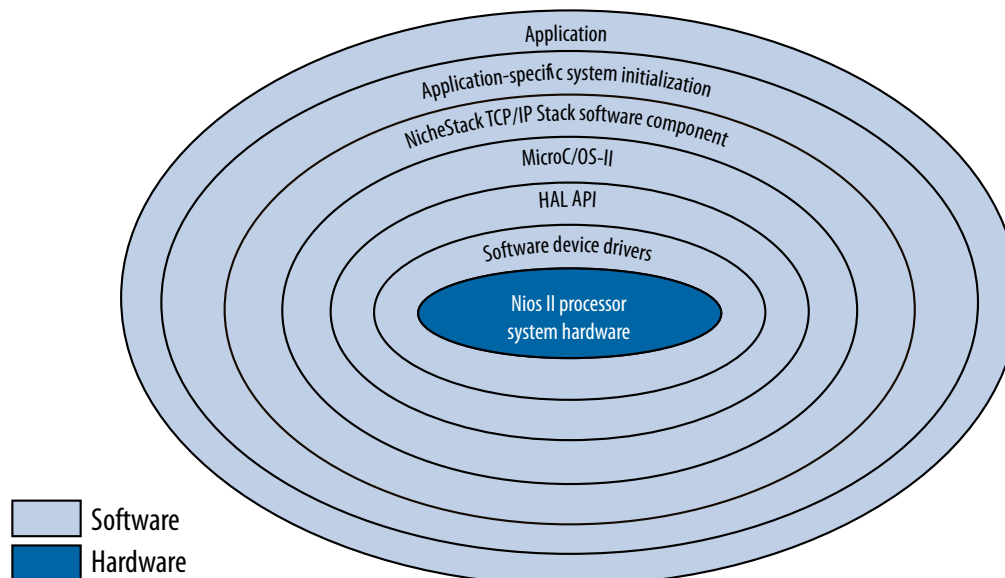 Application
Application-specific system initialization
NicheStack TCP/IP Stack software component
MicroC/OS-II
HAL API
Software device drivers
Nios II processor
system hardware
Software
Hardware